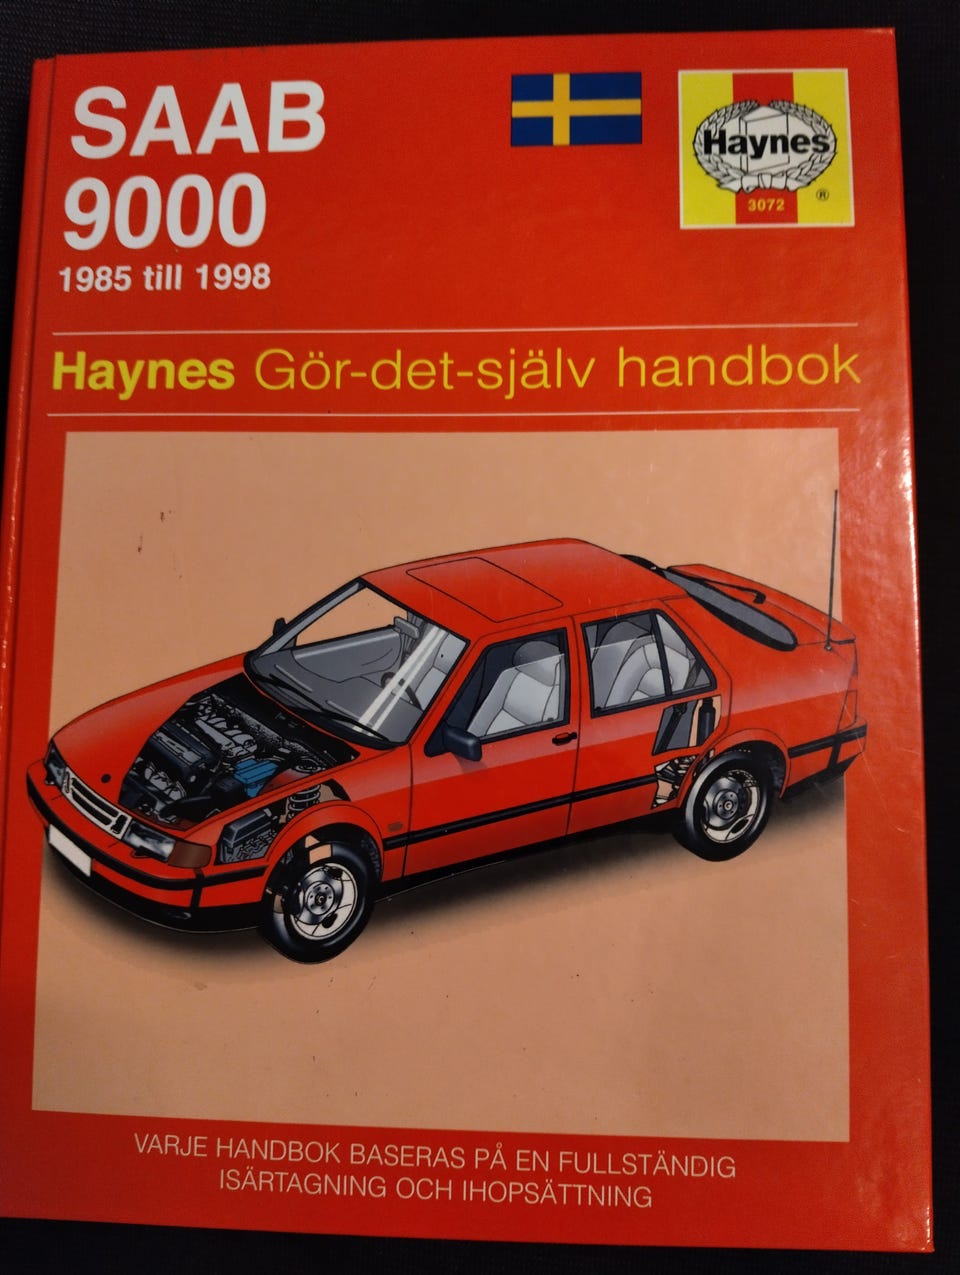 SAAB
9000
1985 till 1998
Haynes
®
3072
Haynes Gör-det-själv handbok
VARJE HANDBOK BASERAS PÅ EN FULLSTÄNDIG
ISÄRTAGNING OCH IHOPSÄTTNING